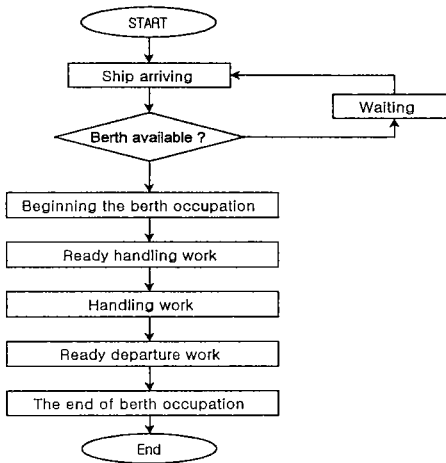 START
Ship arriving
Waiting
Berth available ?
Beginning the berth occupation
Ready handling work
Handling work
Ready departure work
The end of berth occupation
End